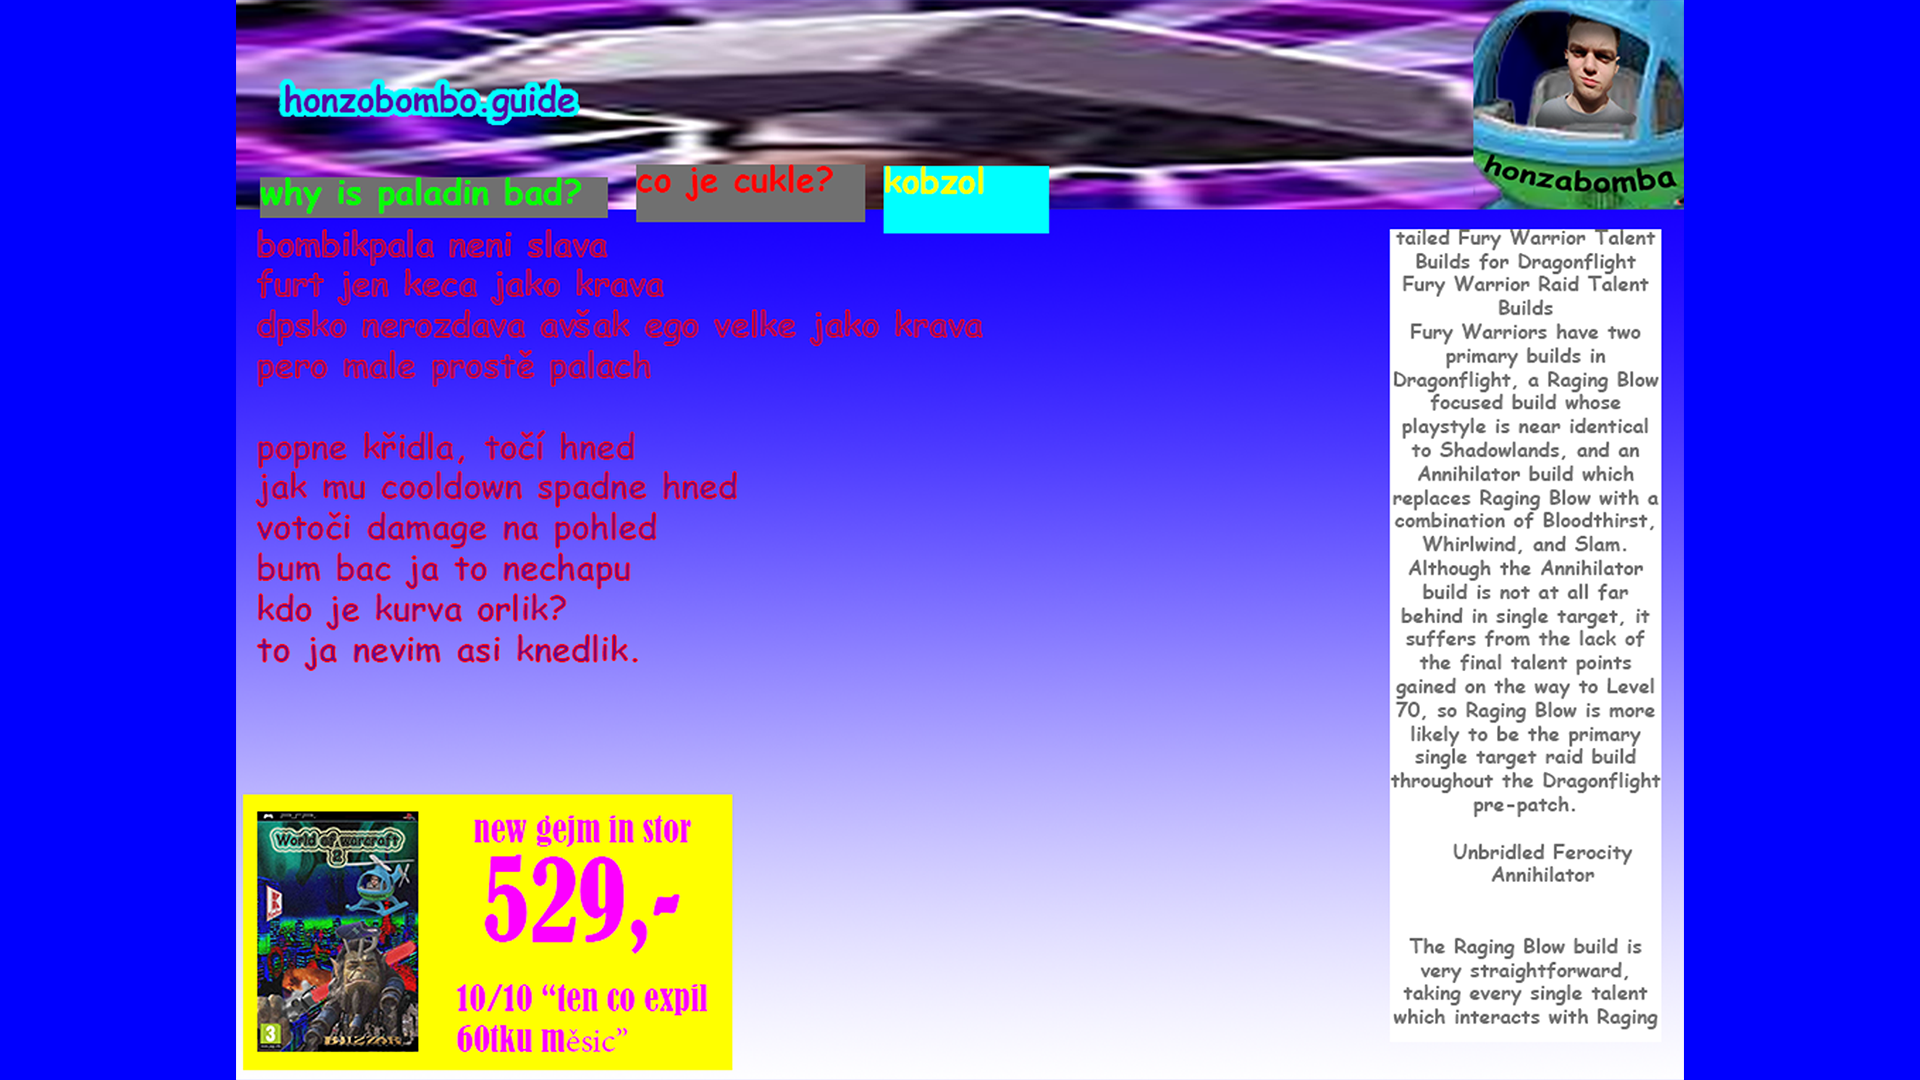 honzobombo.guide
honzabomba
why is paladin bad?
co je cukle?
kobzol
bombikpala neni slava
furt jen keca jako krava
dpsko nerozdava avšak ego velke jako krava
pero male prostě palach
popne křidla, točí hned
jak mu cooldown spadne hned
votoči damage na pohled
bum bac ja to nechapu
kdo je kurva orlik?
to ja nevim asi knedlik.
tailed Fury Warrior Talent
Builds for Dragonflight
Fury Warrior Raid Talent
Builds
Fury Warriors have two
primary builds in
Dragonflight, a Raging Blow
focused build whose
playstyle is near identical
to Shadowlands, and an
Annihilator build which
replaces Raging Blow with a
combination of Bloodthirst,
Whirlwind, and Slam.
Although the Annihilator
build is not at all far
behind in single target, it
suffers from the lack of
the final talent points
gained on the way to Level
70, so Raging Blow is more
likely to be the primary
single target raid build
throughout the Dragonflight
pre-patch.
Unbridled Ferocity
Annihilator
The Raging Blow build is
very straightforward,
taking every single talent
which interacts with Raging
World of warcraft
2
3
new gejm in stor
529,-
10/10 “ten co expil
60tku měsic”